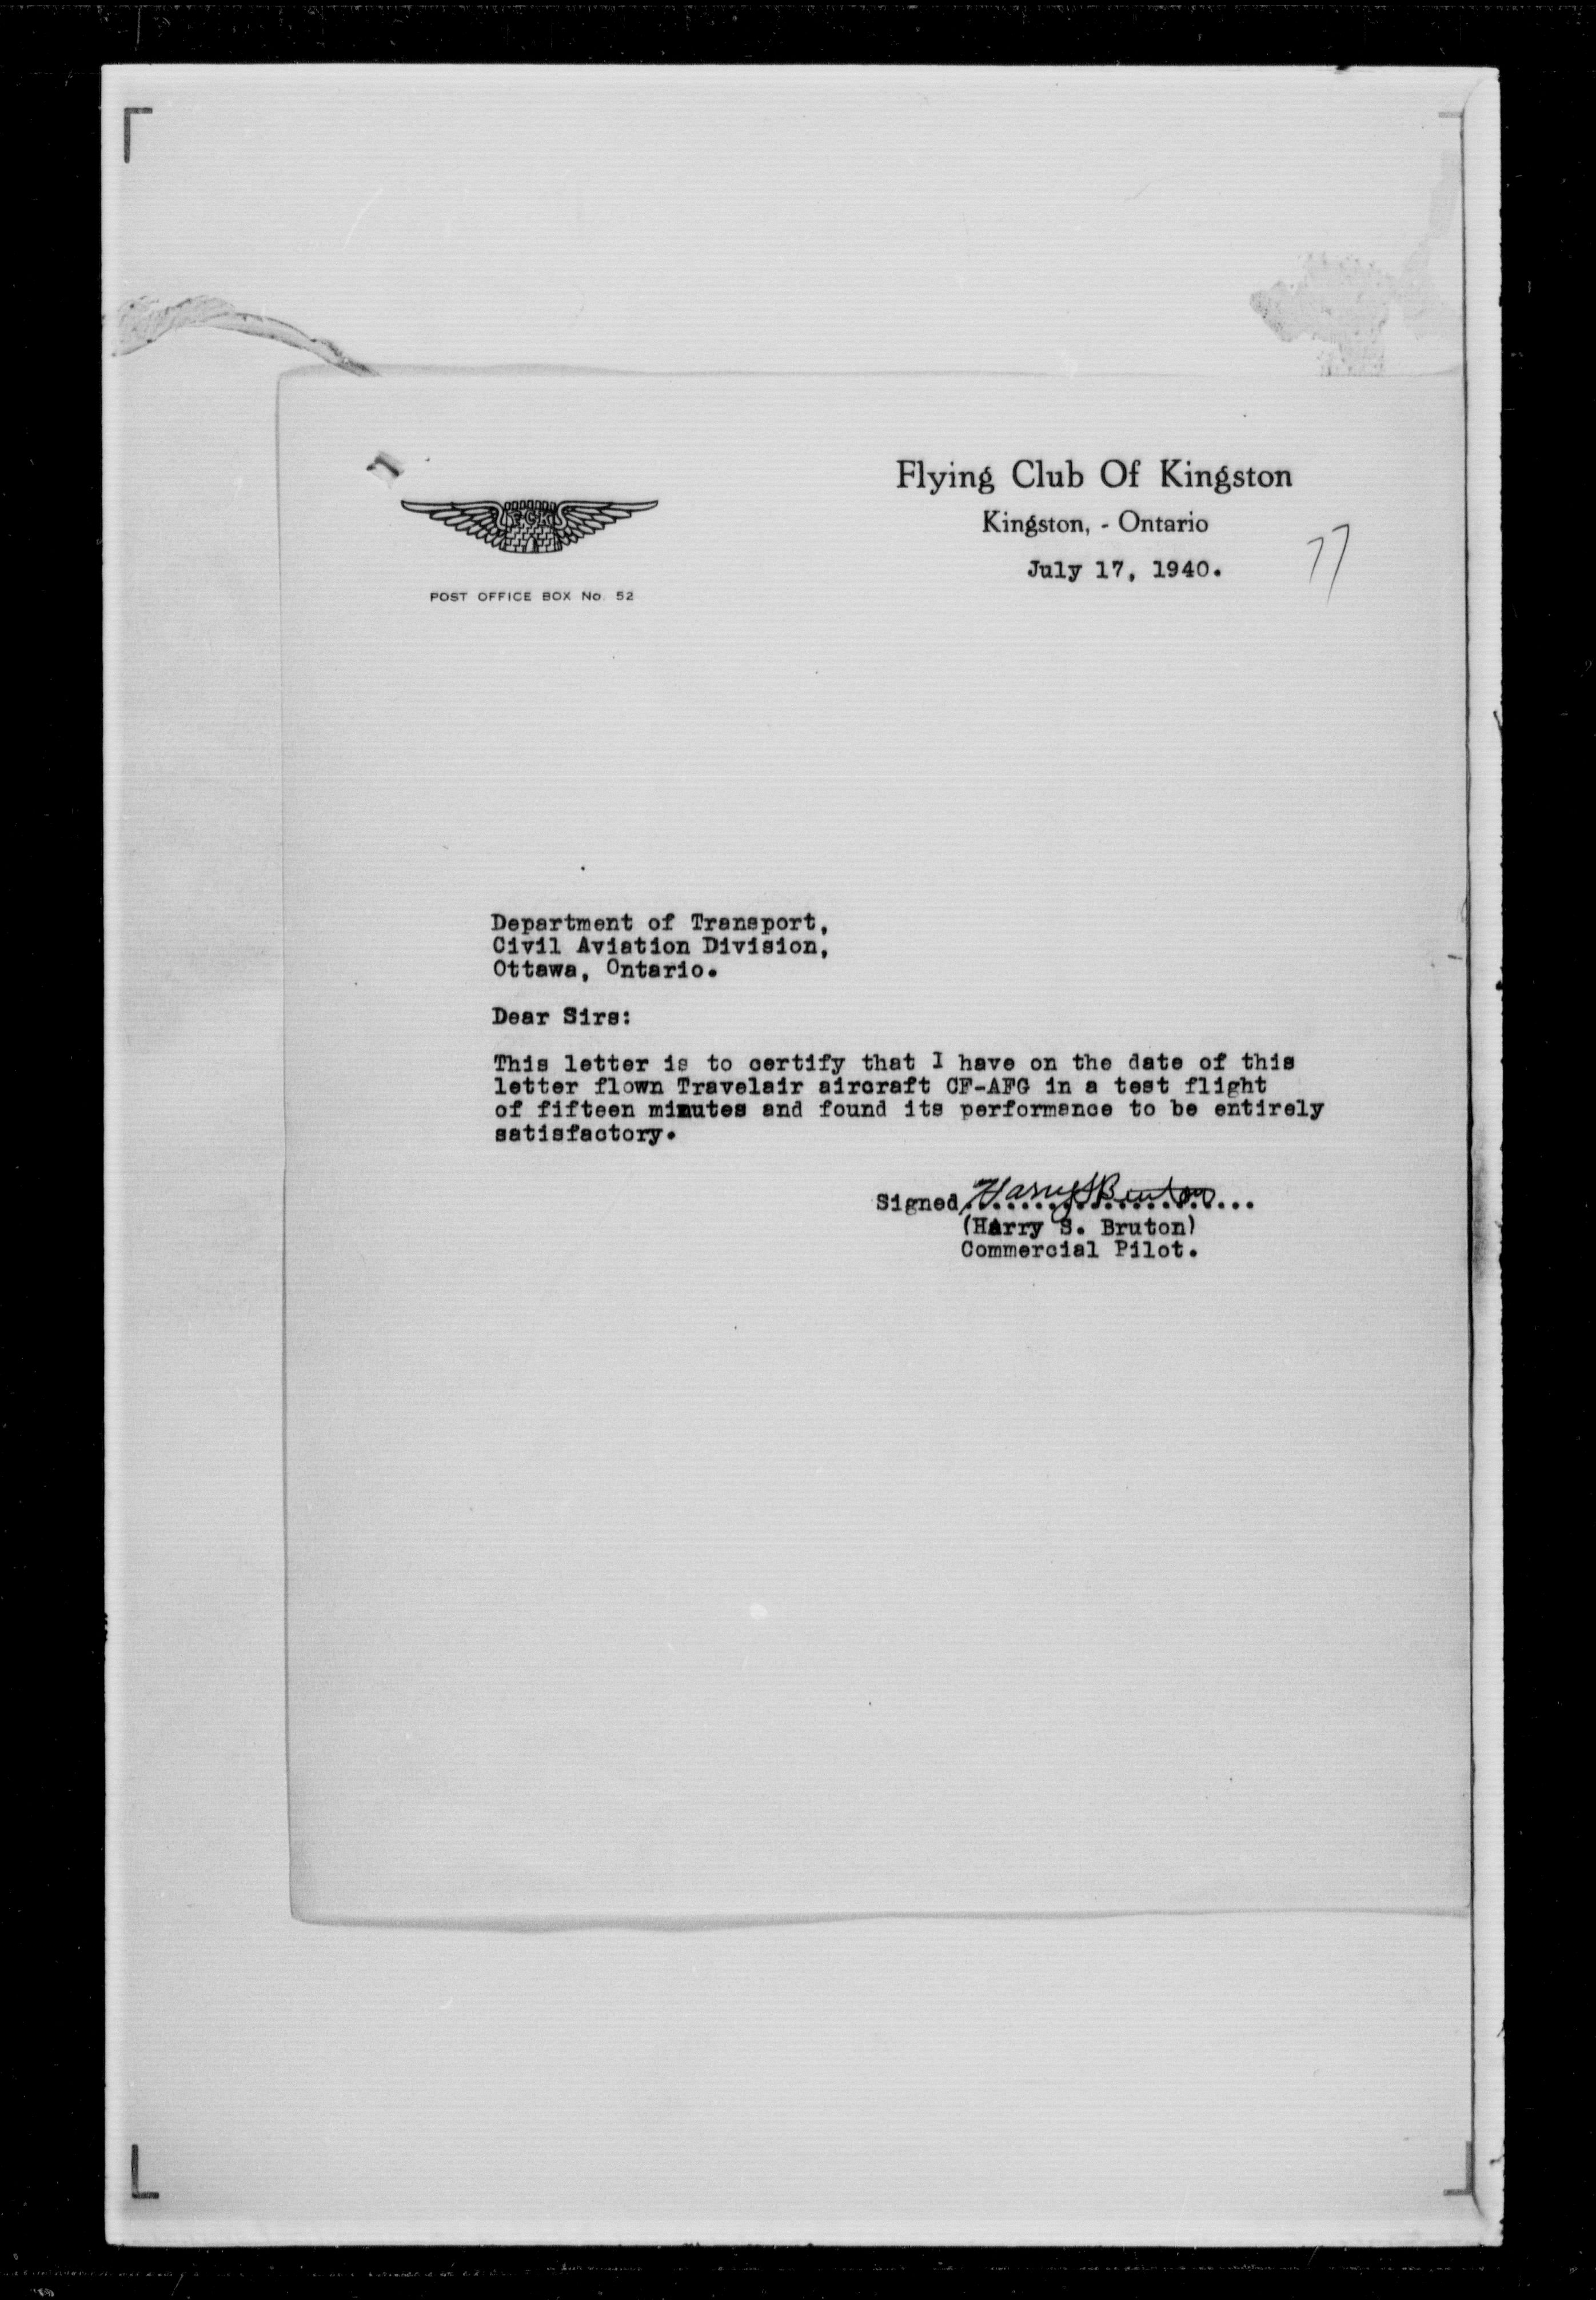 Flying Club Of Kingston
Kingston, - Ontario
July 17, 1940.
77
FCK
POST OFFICE BOX No. 52
Department of Transport,
Civil Aviation Division,
Ottawa, Ontario.
Dear Sirs:
This letter is to certify that I have on the date of this
letter flown Travelair aircraft CF-AFG in a test flight
of fifteen minutes and found its performance to be entirely
satisfactory.
Signed Harry S Bruton
(Harry S. Bruton)
Commercial Pilot.